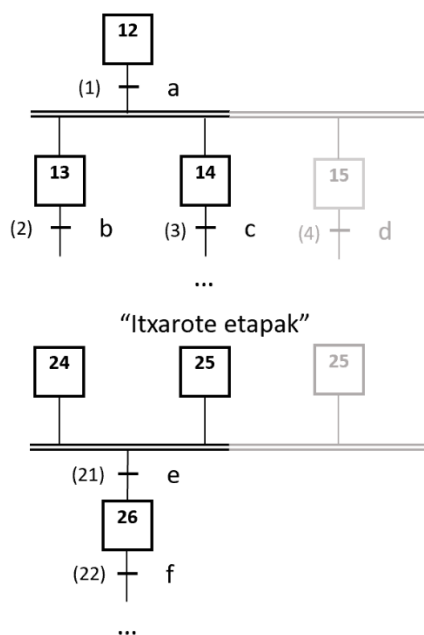 12
(1) a
13 14 15
(2) b (3) c (4) d
...
“Itxarote etapak”
24 25 25
(21) e
26
(22) f
...